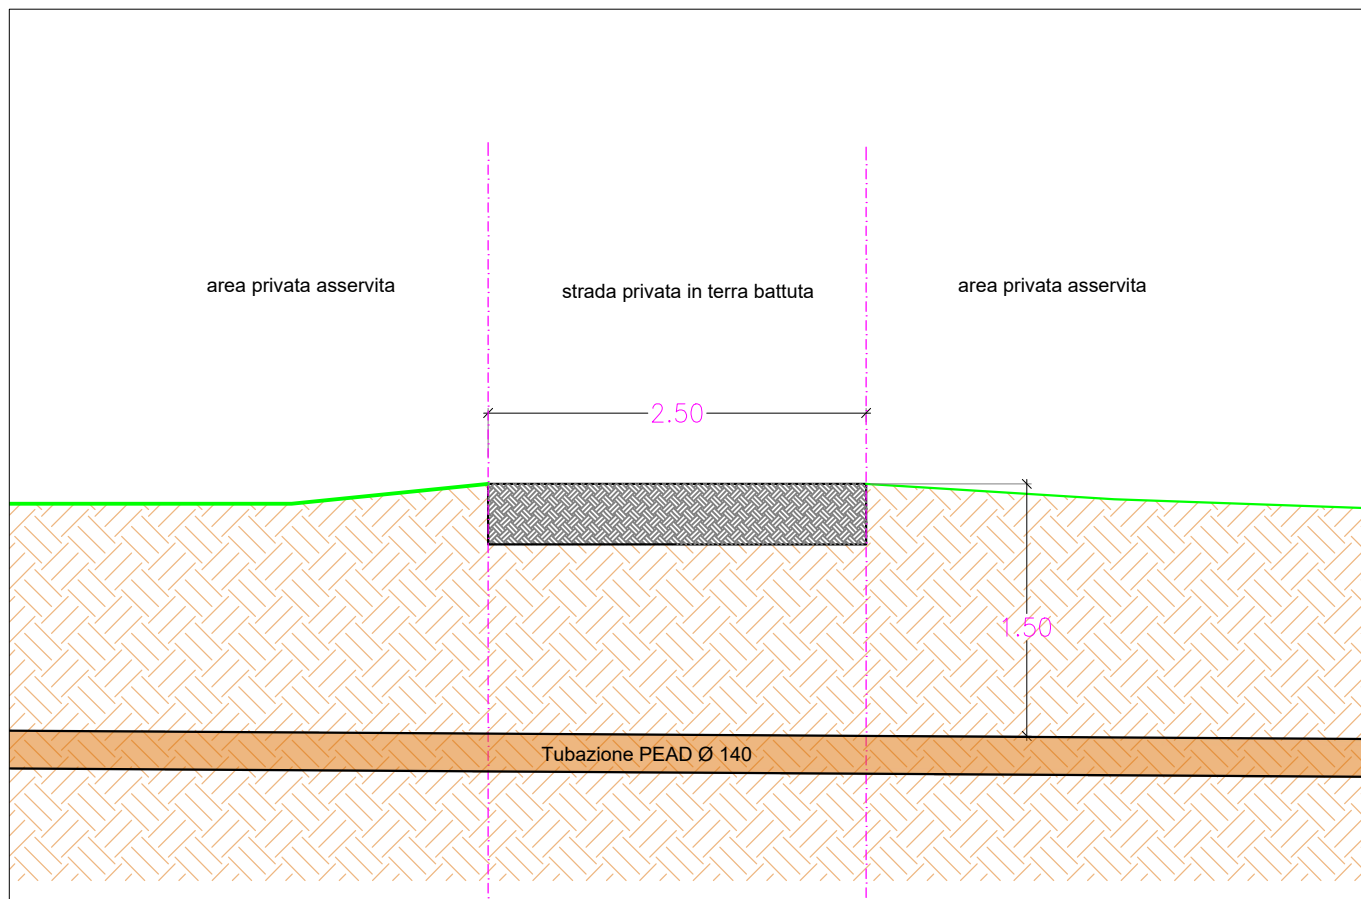 area privata asservita
strada privata in terra battuta
area privata asservita
2.50
1.50
Tubazione PEAD Ø 140